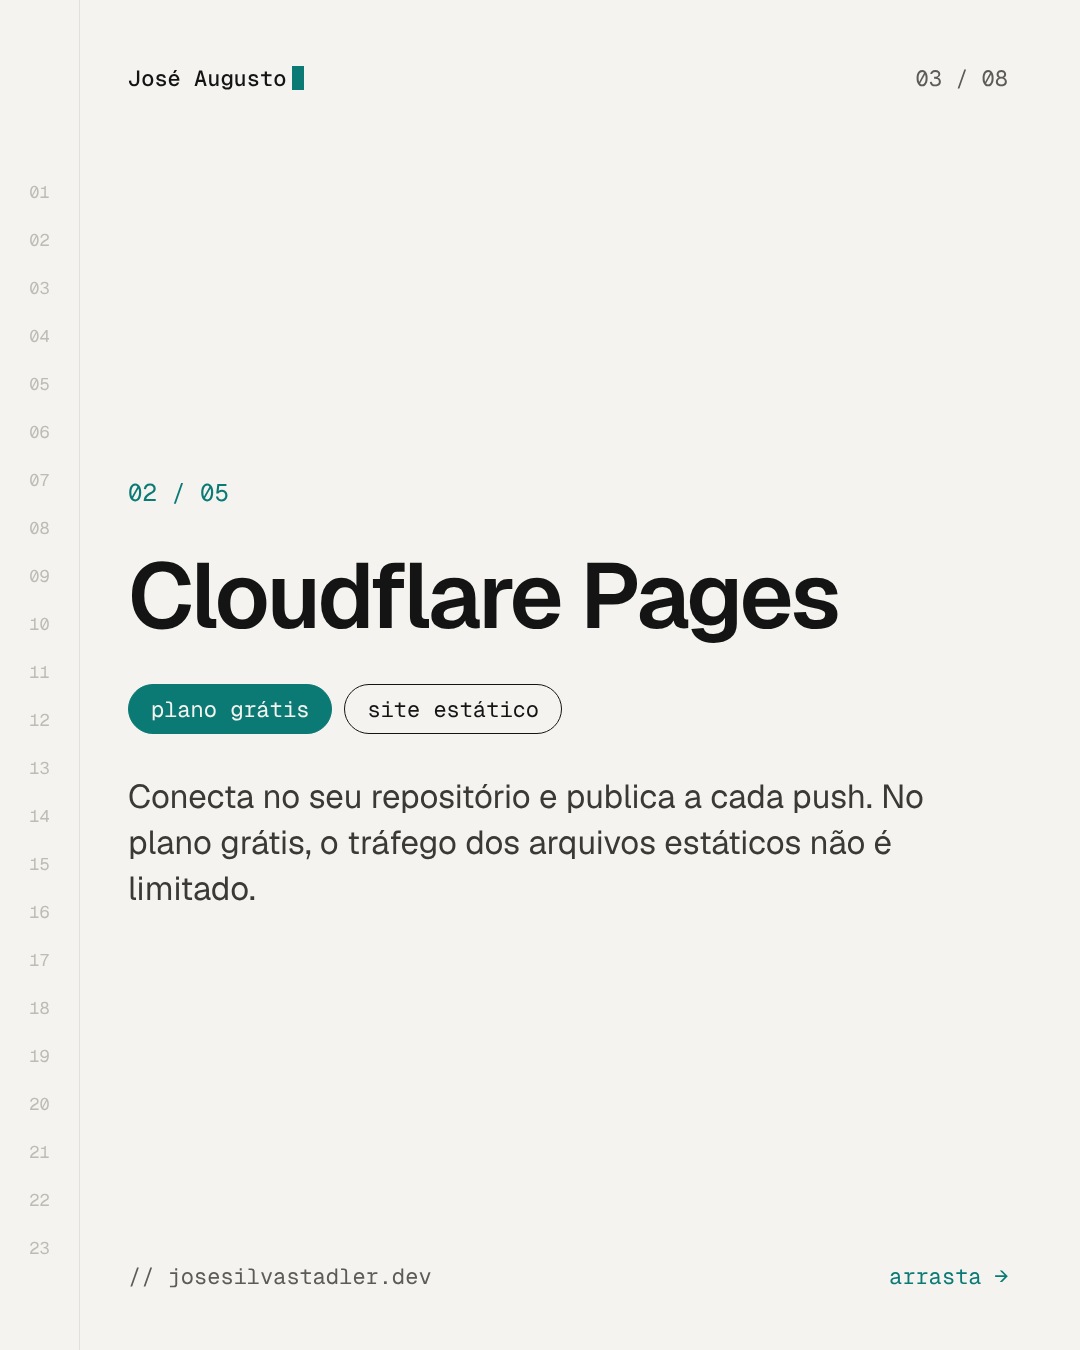 José Augusto
03 / 08
01
02
03
04
05
06
07
08
09
10
11
12
13
14
15
16
17
18
19
20
21
22
23
02 / 05
Cloudflare Pages
plano grátis
site estático
Conecta no seu repositório e publica a cada push. No
plano grátis, o tráfego dos arquivos estáticos não é
limitado.
// josesilvastadler.dev
arrasta →